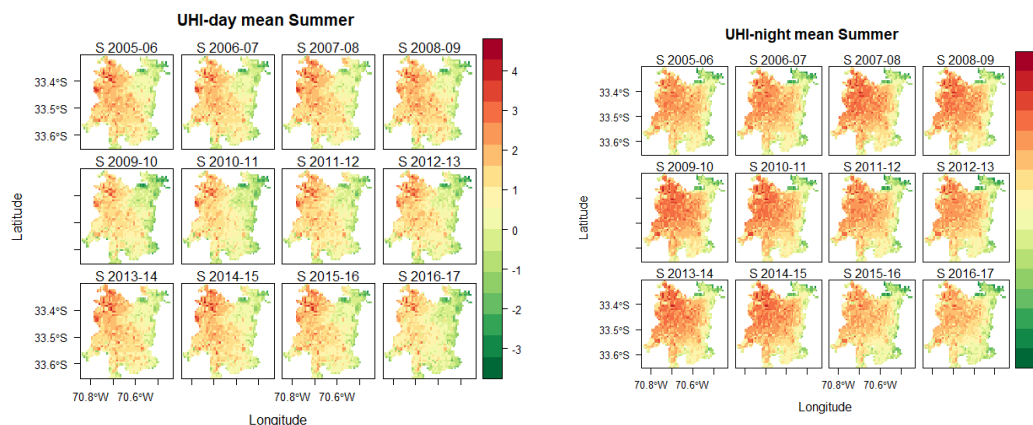 UHI-day mean Summer
S 2005-06 S 2006-07 S 2007-08 S 2008-09
33.4°S
33.5°S
33.6°S
S 2009-10 S 2010-11 S 2011-12 S 2012-13
S 2013-14 S 2014-15 S 2015-16 S 2016-17
33.4°S
33.5°S
33.6°S
70.8°W 70.6°W 70.8°W 70.6°W
Latitude
Longitude
4
3
2
1
0
-1
-2
-3
UHI-night mean Summer
S 2005-06 S 2006-07 S 2007-08 S 2008-09
33.4°S
33.5°S
33.6°S
S 2009-10 S 2010-11 S 2011-12 S 2012-13
S 2013-14 S 2014-15 S 2015-16 S 2016-17
33.4°S
33.5°S
33.6°S
70.8°W 70.6°W 70.8°W 70.6°W
Latitude
Longitude